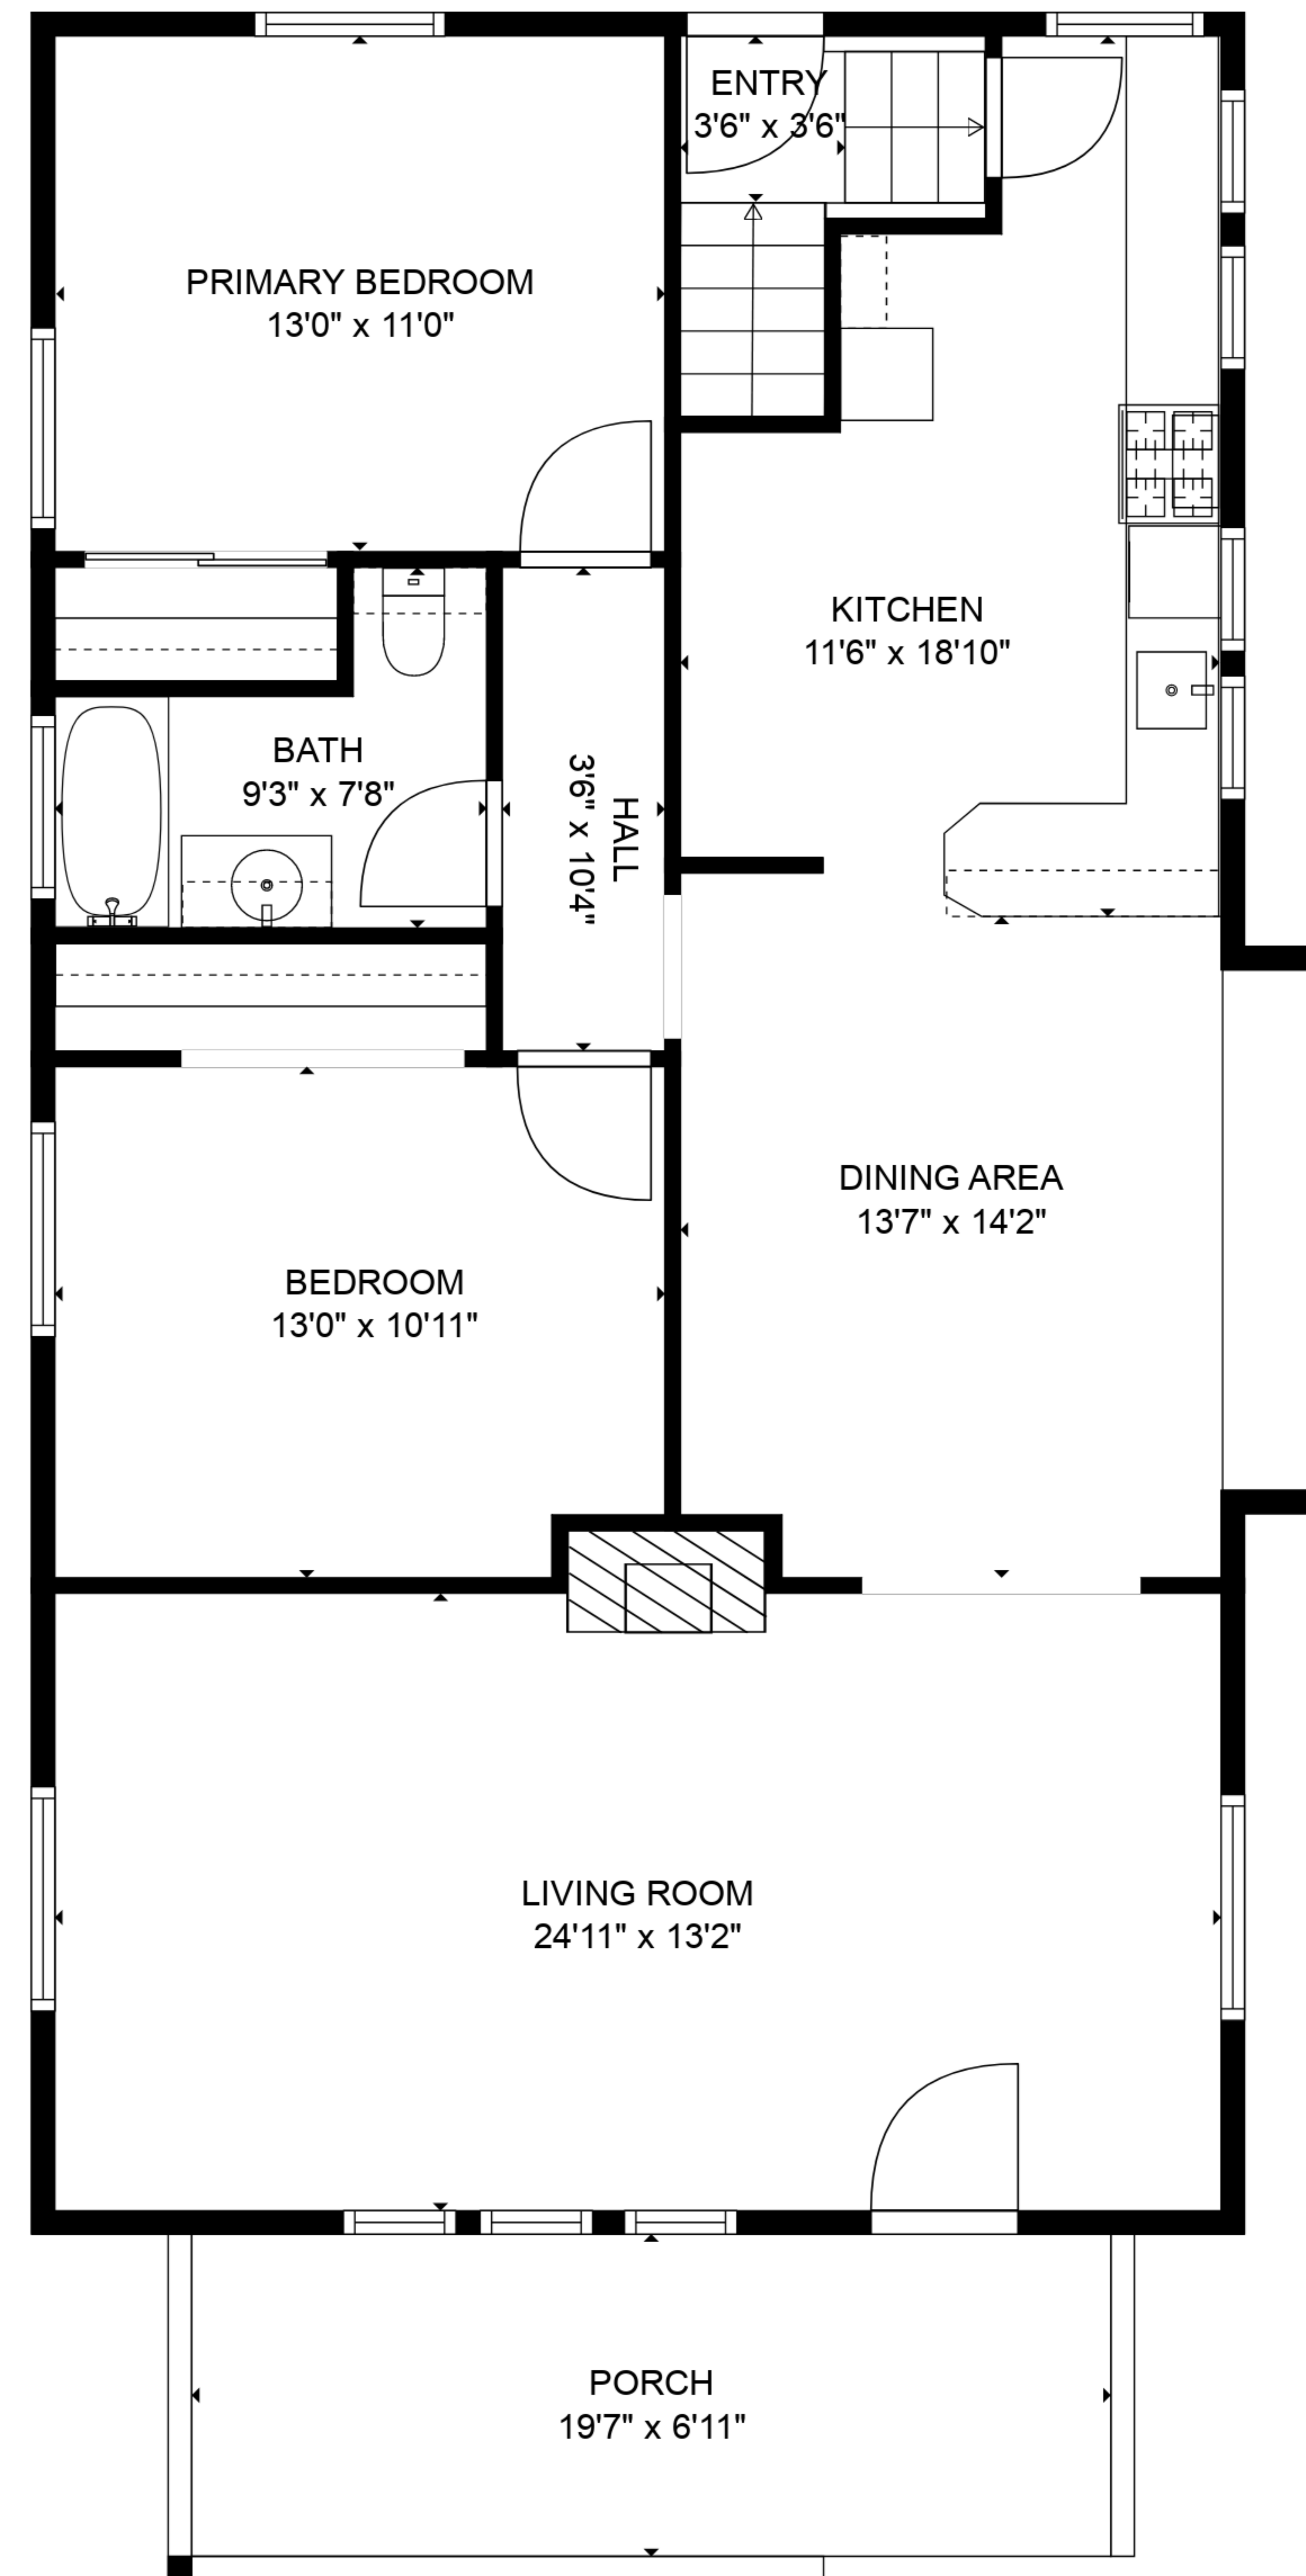 ENTRY
3'6" x 3'6"
PRIMARY BEDROOM
13'0" x 11'0"
KITCHEN
11'6" x 18'10"
BATH
9'3" x 7'8"
HALL
3'6" x 10'4"
DINING AREA
13'7" x 14'2"
BEDROOM
13'0" x 10'11"
LIVING ROOM
24'11" x 13'2"
PORCH
19'7" x 6'11"